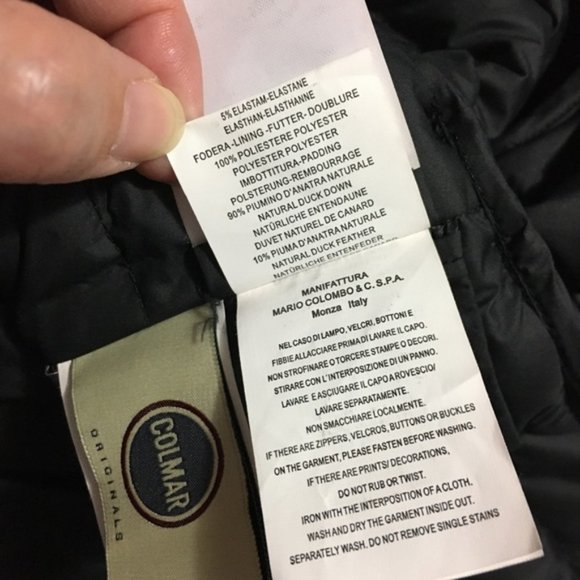 5% ELASTAM-ELASTANE
ELASTHAN-ELASTHANNE
FODERA-LINING-FUTTER-DOUBLURE
100% POLIESTERE POLYESTER
POLYESTER POLYESTER
IMBOTTITURA-PADDING
POLSTERUNG-REMBOURRAGE
90% PIUMINO D'ANATRA NATURALE
NATURAL DUCK DOWN
NATÜRLICHE ENTENDAUNE
DUVET NATUREL DE CANARD
10% PIUMA D'ANATRA NATURALE
NATURAL DUCK FEATHER
NATÜRLICHE ENTENFEDER
MANIFATTURA
MARIO COLOMBO & C. S.P.A.
Monza Italy
NEL CASO DI LAMPO, VELCRI, BOTTONI E
FIBBIE ALLACCIARE PRIMA DI LAVARE IL CAPO.
NON STROFINARE O TORCERE STAMPE O DECORI.
STIRARE CON L'INTERPOSIZIONE DI UN PANNO.
LAVARE E ASCIUGARE IL CAPO A ROVESCIO/
LAVARE SEPARATAMENTE.
NON SMACCHIARE LOCALMENTE.
IF THERE ARE ZIPPERS, VELCROS, BUTTONS OR BUCKLES
ON THE GARMENT, PLEASE FASTEN BEFORE WASHING.
IF THERE ARE PRINTS/ DECORATIONS,
DO NOT RUB OR TWIST.
IRON WITH THE INTERPOSITION OF A CLOTH.
WASH AND DRY THE GARMENT INSIDE OUT.
SEPARATELY WASH. DO NOT REMOVE SINGLE STAINS
COLMAR
ORIGINALS